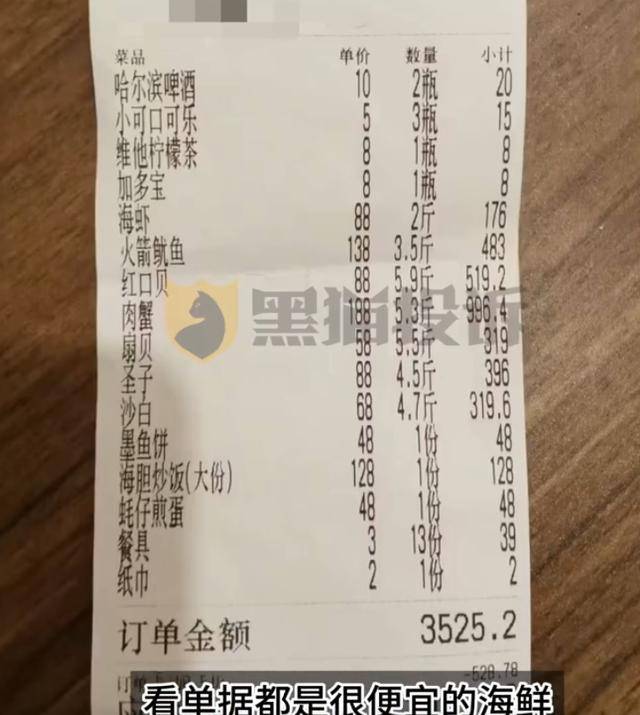 菜品 单价 数量 小计
哈尔滨啤酒 10 2瓶 20
小可口可乐 5 3瓶 15
维他柠檬茶 8 1瓶 8
加多宝 8 1瓶 8
海虾 88 2斤 176
火箭鱿鱼 138 3.5斤 483
红口贝 88 5.9斤 519.2
肉蟹 188 5.3斤 996.4
扇贝 58 5.5斤 319
圣子 88 4.5斤 396
沙白 68 4.7斤 319.6
墨鱼饼 48 1份 48
海胆炒饭(大份) 128 1份 128
蚝仔煎蛋 48 1份 48
餐具 3 13份 39
纸巾 2 1份 2
黑猫投诉
订单金额 3525.2
-528.78
看单据都是很便宜的海鲜